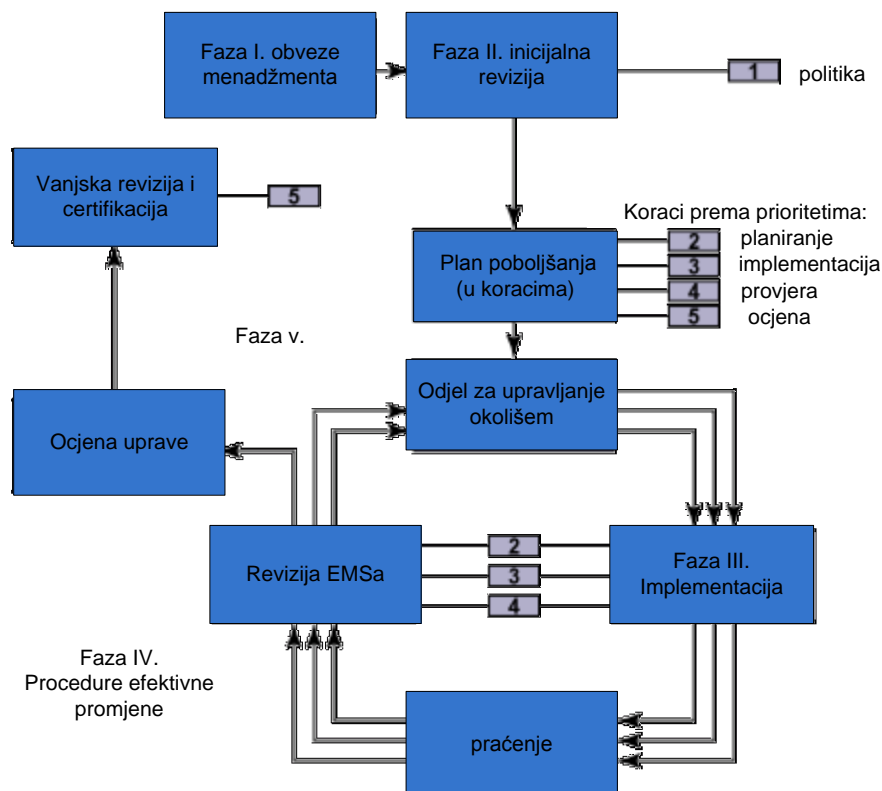 Faza I. obveze
menadžmenta
Faza II. inicijalna
revizija
1
politika
Vanjska revizija i
certifikacija
5
Koraci prema prioritetima:
Plan poboljšanja
(u koracima)
2
planiranje
3
implementacija
4
provjera
5
ocjena
Faza v.
Odjel za upravljanje
okolišem
Ocjena uprave
Revizija EMSa
2
3
4
Faza III.
Implementacija
Faza IV.
Procedure efektivne
promjene
praćenje